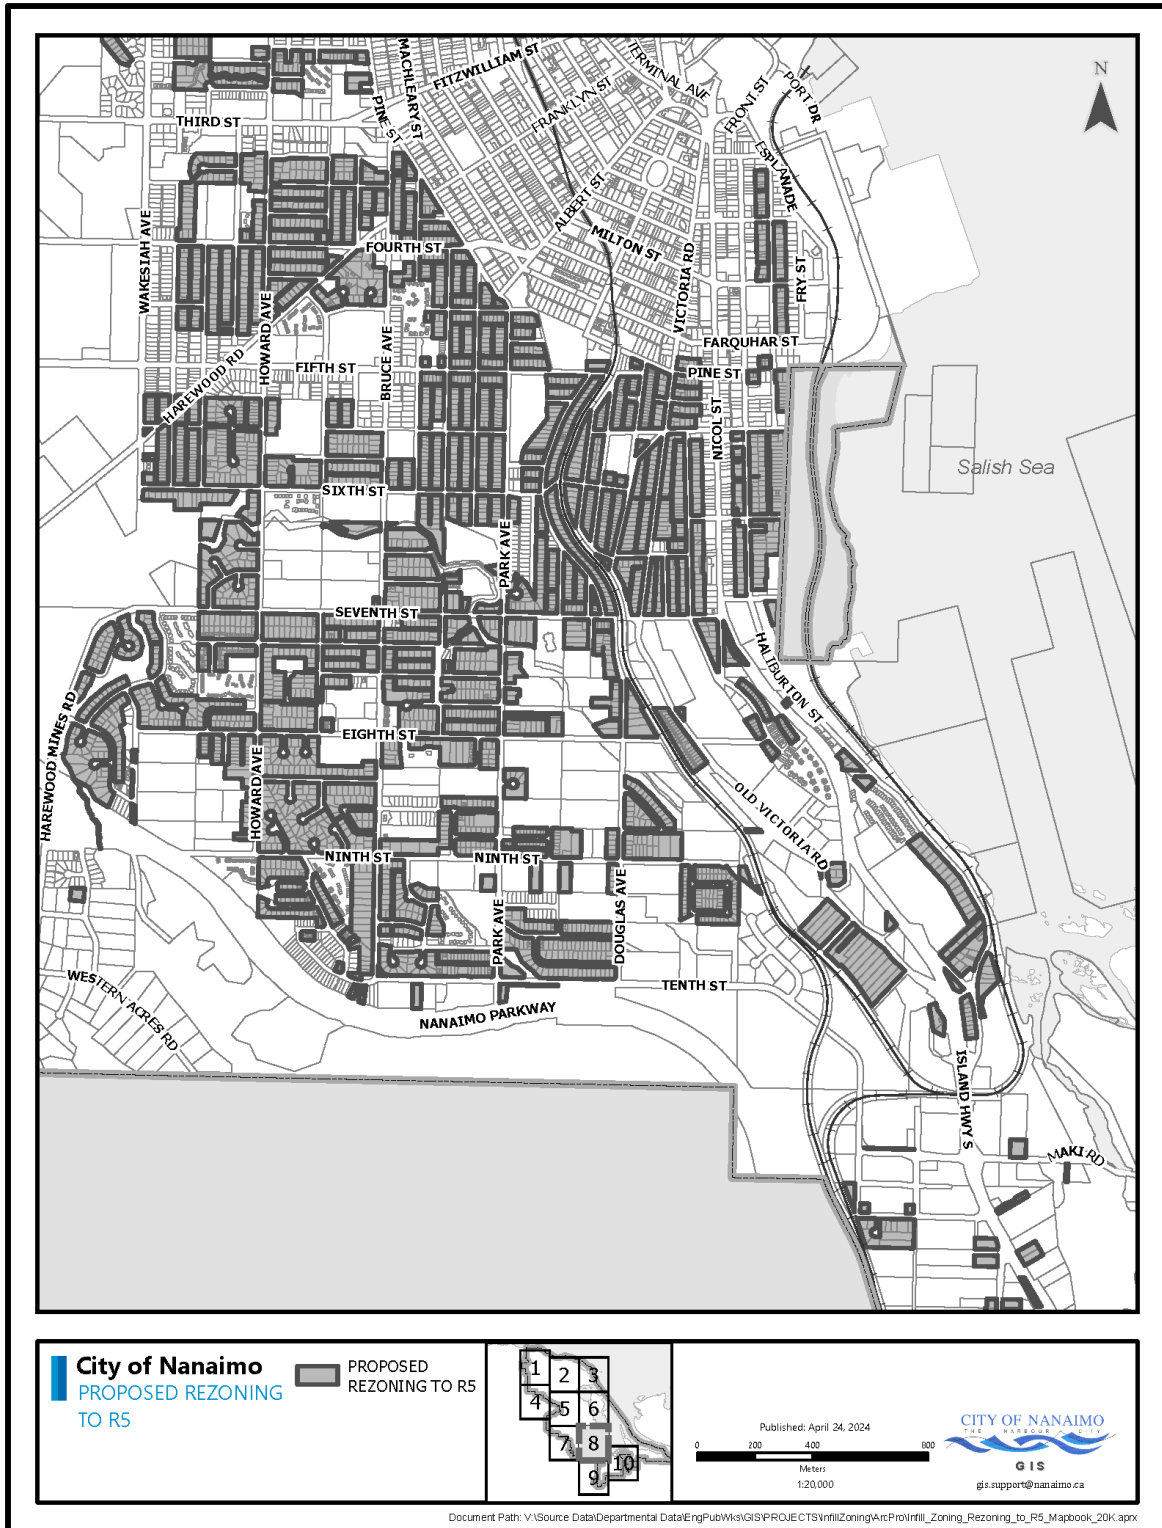 MACHLEARY ST
FITZWILLIAM ST
TERMINAL AVE
PORT DR
FRONT ST
N
PINE ST
FRANKLYN ST
THIRD ST
ESPLANADE
ALBERT ST
WAKESIAH AVE
FOURTH ST
MILTON ST
VICTORIA RD
FRY ST
HOWARD AVE
BRUCE AVE
FARQUHAR ST
HAREWOOD RD
FIFTH ST
PINE ST
NICOL ST
Salish Sea
SIXTH ST
PARK AVE
SEVENTH ST
HALIBURTON ST
HAREWOOD MINES RD
EIGHTH ST
HOWARD AVE
OLD VICTORIA RD
NINTH ST
NINTH ST
DOUGLAS AVE
PARK AVE
WESTERN ACRES RD
TENTH ST
NANAIMO PARKWAY
ISLAND HWY S
MAKI RD
City of Nanaimo
PROPOSED REZONING
TO R5
PROPOSED
REZONING TO R5
1
2
3
4
5
6
7
8
9
10
Published: April 24, 2024
0 200 400 800
Meters
1:20,000
CITY OF NANAIMO
THE HARBOUR CITY
GIS
gis.support@nanaimo.ca
Document Path: V:\Source Data\Departmental Data\EngPubWks\GIS\PROJECTS\InfillZoning\ArcPro\Infill_Zoning_Rezoning_to_R5_Mapbook_20K.aprx